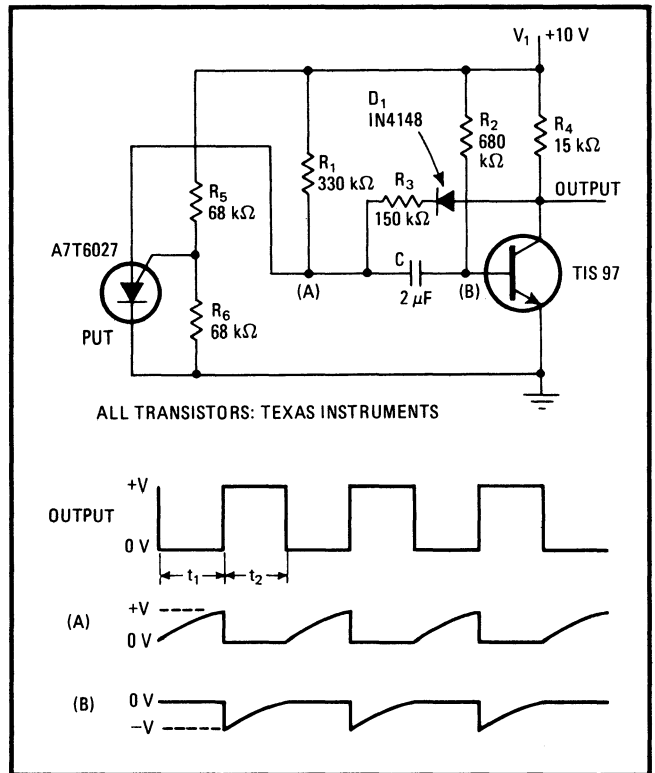 V1 +10 V
D1
IN4148
R2
680
kΩ
R4
15 kΩ
R1
330 kΩ
R3
150 kΩ
OUTPUT
R5
68 kΩ
A7T6027
C
2 μF
(A)
(B)
TIS 97
R6
68 kΩ
PUT
ALL TRANSISTORS: TEXAS INSTRUMENTS
+V
OUTPUT
0 V
t1
t2
+V
(A)
0 V
0 V
(B)
−V